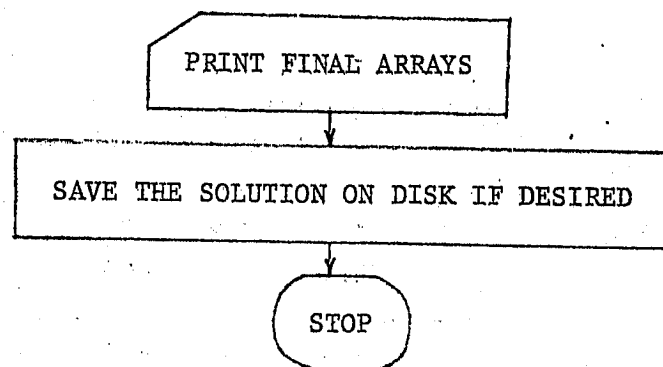 PRINT FINAL ARRAYS
SAVE THE SOLUTION ON DISK IF DESIRED
STOP